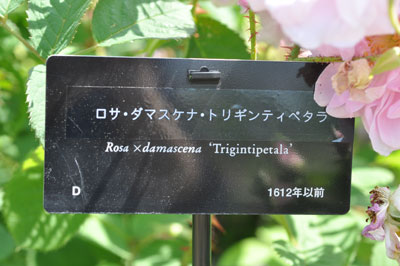 ロサ・ダマスケナ・トリギンティペタラ
Rosa ×damascena 'Trigintipetala'
D 1612年以前